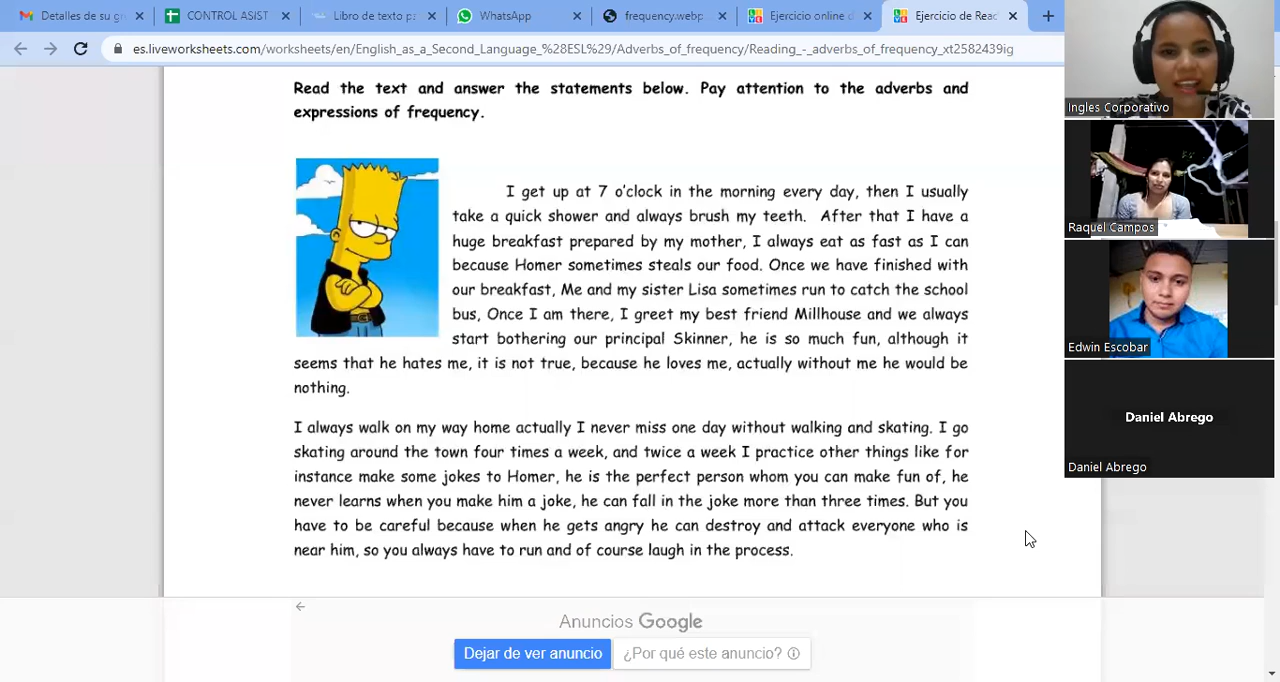 Detalles de su gr
CONTROL ASIST
Libro de texto pa
WhatsApp
frequency.webp
Ejercicio online d
Ejercicio de Read
es.liveworksheets.com/worksheets/en/English_as_a_Second_Language_%28ESL%29/Adverbs_of_frequency/Reading_-_adverbs_of_frequency_xt2582439ig
Read the text and answer the statements below. Pay attention to the adverbs and
expressions of frequency.
I get up at 7 o'clock in the morning every day, then I usually
take a quick shower and always brush my teeth. After that I have a
huge breakfast prepared by my mother, I always eat as fast as I can
because Homer sometimes steals our food. Once we have finished with
our breakfast, Me and my sister Lisa sometimes run to catch the school
bus, Once I am there, I greet my best friend Millhouse and we always
start bothering our principal Skinner, he is so much fun, although it
seems that he hates me, it is not true, because he loves me, actually without me he would be
nothing.
I always walk on my way home actually I never miss one day without walking and skating. I go
skating around the town four times a week, and twice a week I practice other things like for
instance make some jokes to Homer, he is the perfect person whom you can make fun of, he
never learns when you make him a joke, he can fall in the joke more than three times. But you
have to be careful because when he gets angry he can destroy and attack everyone who is
near him, so you always have to run and of course laugh in the process.
Anuncios Google
Dejar de ver anuncio
¿Por qué este anuncio?
Ingles Corporativo
Raquel Campos
Edwin Escobar
Daniel Abrego
Daniel Abrego